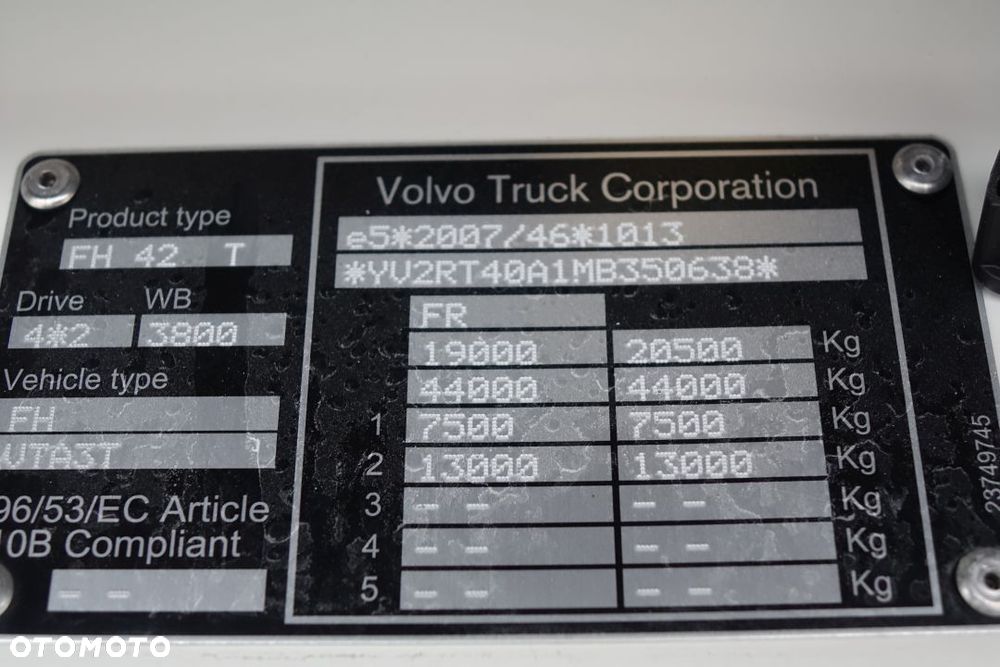 Product type
FH 42 T
Drive WB
4*2 3800
Vehicle type
FH
VTA3T
96/53/EC Article
10B Compliant
-- --
Volvo Truck Corporation
e5*2007/46*1013
*YV2RT40A1MB350638*
FR
19000 20500 Kg
44000 44000 Kg
1 7500 7500 Kg
2 13000 13000 Kg
3 -- -- -- -- Kg
4 -- -- -- -- Kg
5 -- -- -- -- Kg
23749745
OTOMOTO